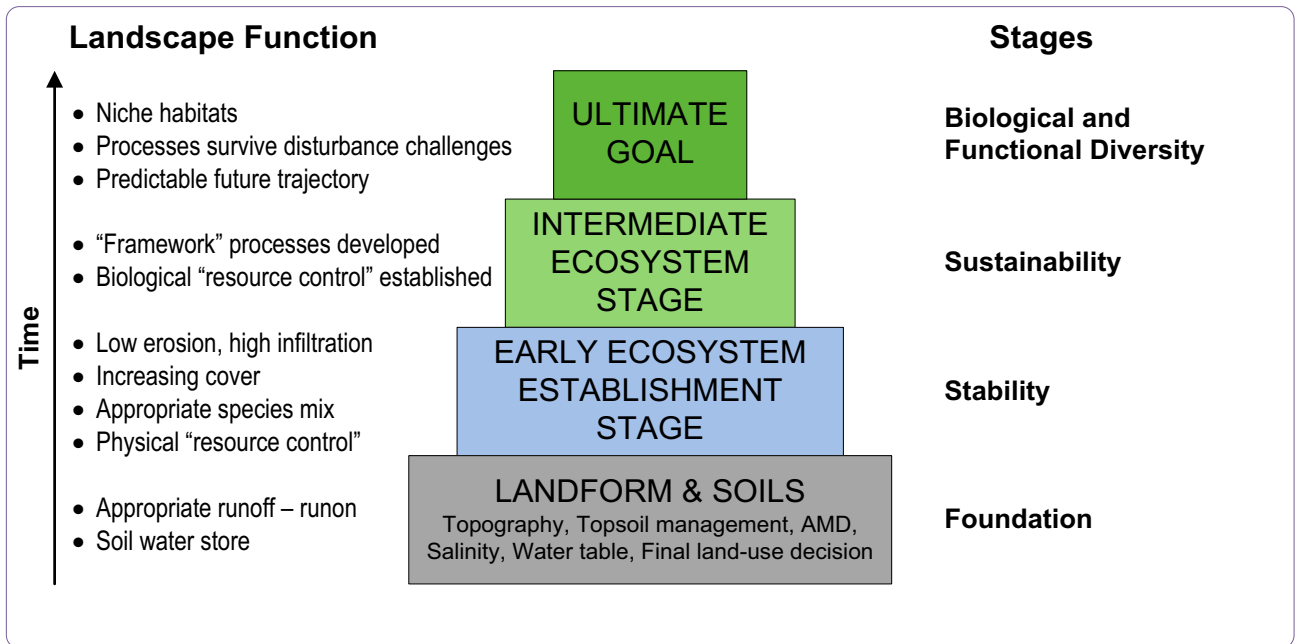 Landscape Function
Stages
Time
• Niche habitats
• Processes survive disturbance challenges
• Predictable future trajectory
ULTIMATE
GOAL
Biological and
Functional Diversity
• “Framework” processes developed
• Biological “resource control” established
INTERMEDIATE
ECOSYSTEM
STAGE
Sustainability
• Low erosion, high infiltration
• Increasing cover
• Appropriate species mix
• Physical “resource control”
EARLY ECOSYSTEM
ESTABLISHMENT
STAGE
Stability
• Appropriate runoff – runon
• Soil water store
LANDFORM & SOILS
Topography, Topsoil management, AMD,
Salinity, Water table, Final land-use decision
Foundation